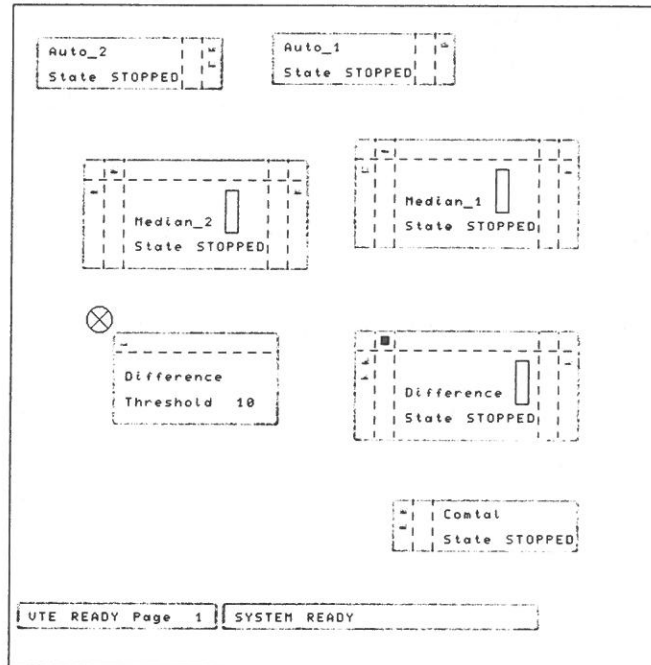 Auto_2
State STOPPED
Auto_1
State STOPPED
Median_2
State STOPPED
Median_1
State STOPPED
Difference
Threshold 10
Difference
State STOPPED
Comtal
State STOPPED
VTE READY Page 1
SYSTEM READY